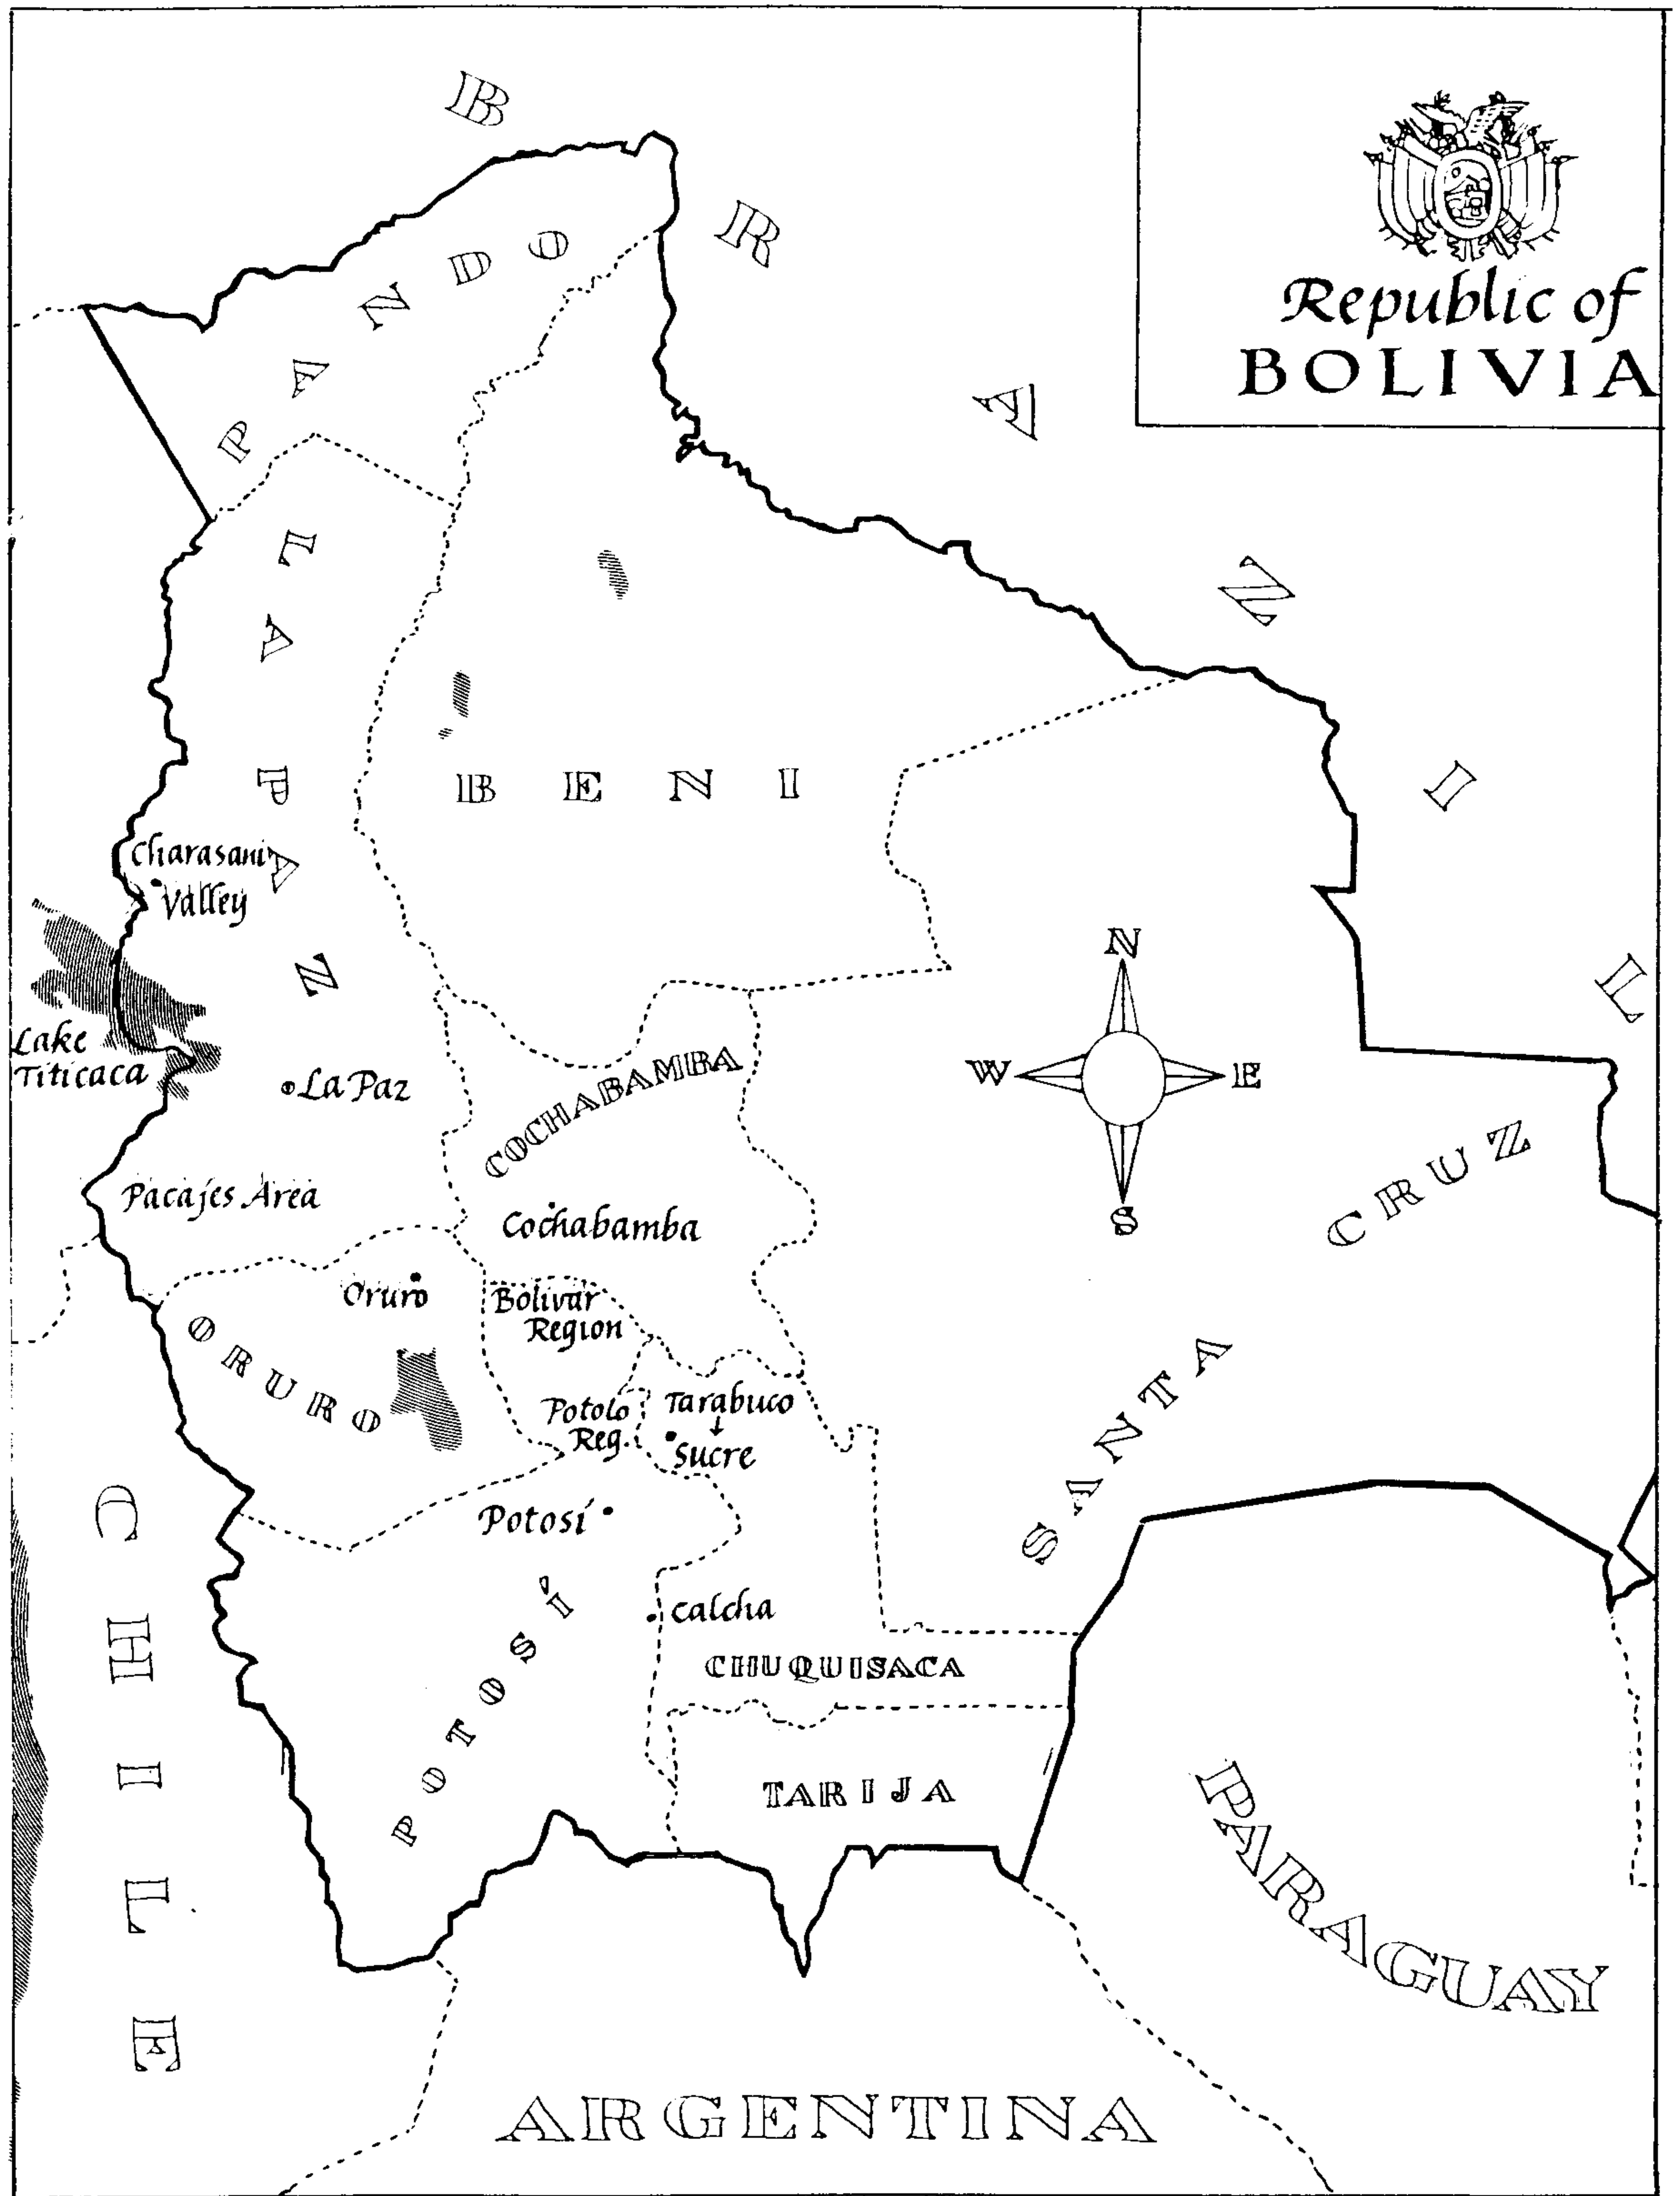 Republic of
BOLIVIA
BRAZIL
PANDO
LA PAZ
BENI
Charasani
Valley
Lake
Titicaca
La Paz
COCHABAMBA
N
W
E
S
Pacajes Area
Cochabamba
SANTA CRUZ
Oruro
Bolivar
Region
ORURO
Potolo
Reg.
Tarabuco
Sucre
Potosí
POTOSÍ
Calcha
CHUQUISACA
TARIJA
CHILE
PARAGUAY
ARGENTINA